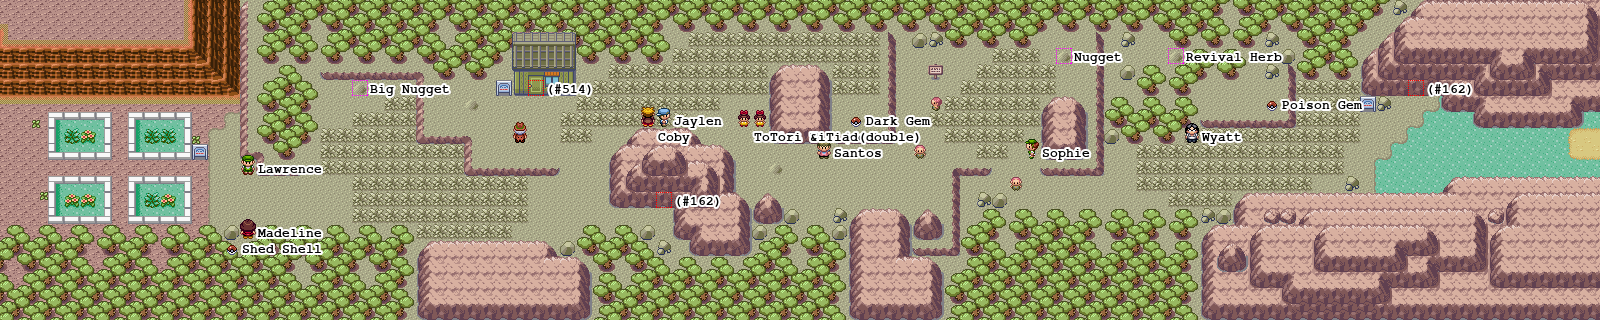 Nugget
Revival Herb
Big Nugget
(#514)
(#162)
Poison Gem
Jaylen
Dark Gem
Coby
ToTori &iTiad(double)
Wyatt
Santos
Sophie
Lawrence
(#162)
Madeline
Shed Shell